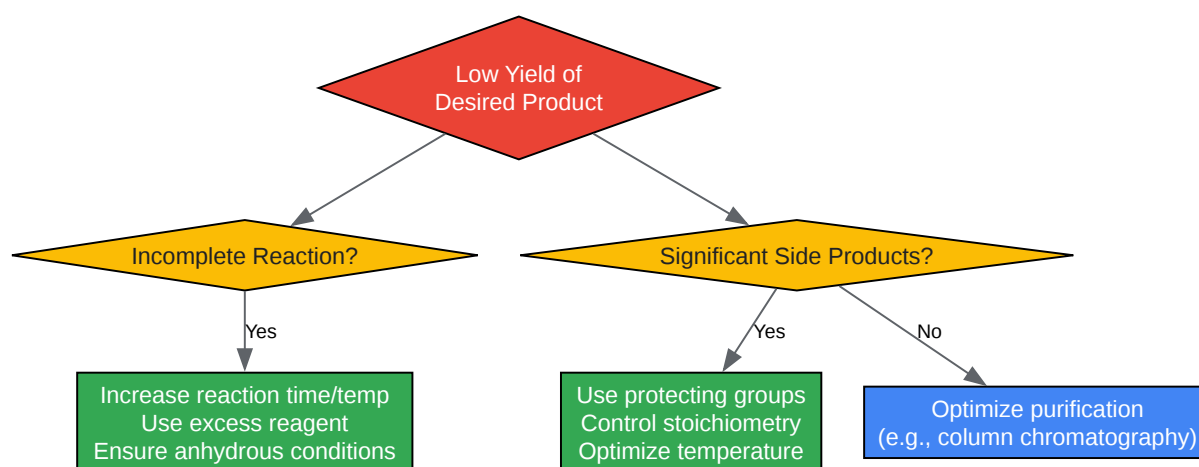 Low Yield of
Desired Product
Incomplete Reaction?
Significant Side Products?
Yes
Yes
No
Increase reaction time/temp
Use excess reagent
Ensure anhydrous conditions
Use protecting groups
Control stoichiometry
Optimize temperature
Optimize purification
(e.g., column chromatography)